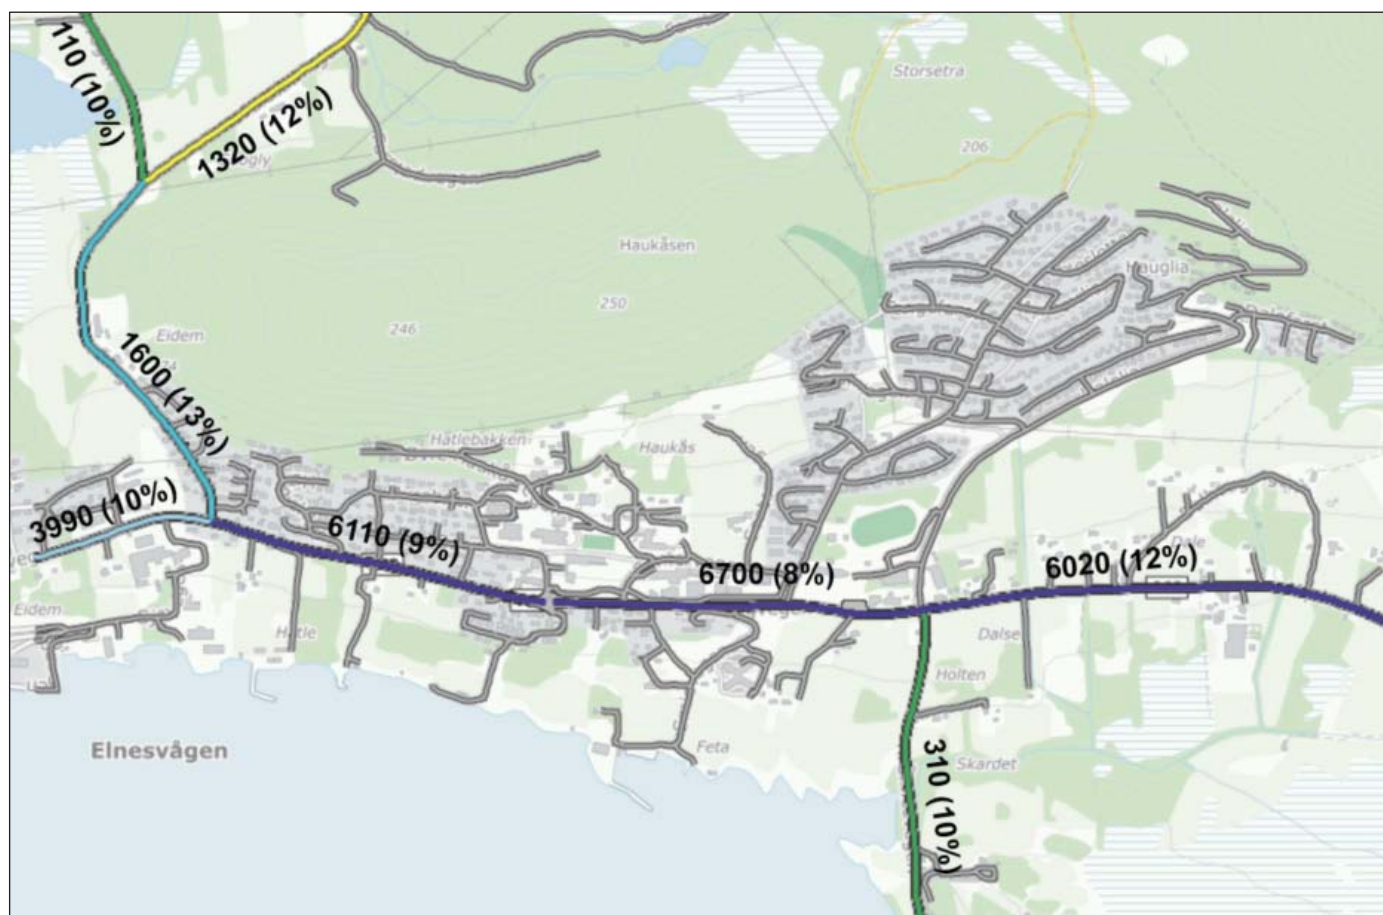 110 (10%)
1320 (12%)
Storsetra
206
Haukåsen
Hauglia
250
246
Eidem
1600 (13%)
Hatlebakken
Haukås
3990 (10%)
6110 (9%)
6700 (8%)
6020 (12%)
Dale
Eidem
Hatle
Dalse
Holten
Elnesvågen
Feta
310 (10%)
Skardet